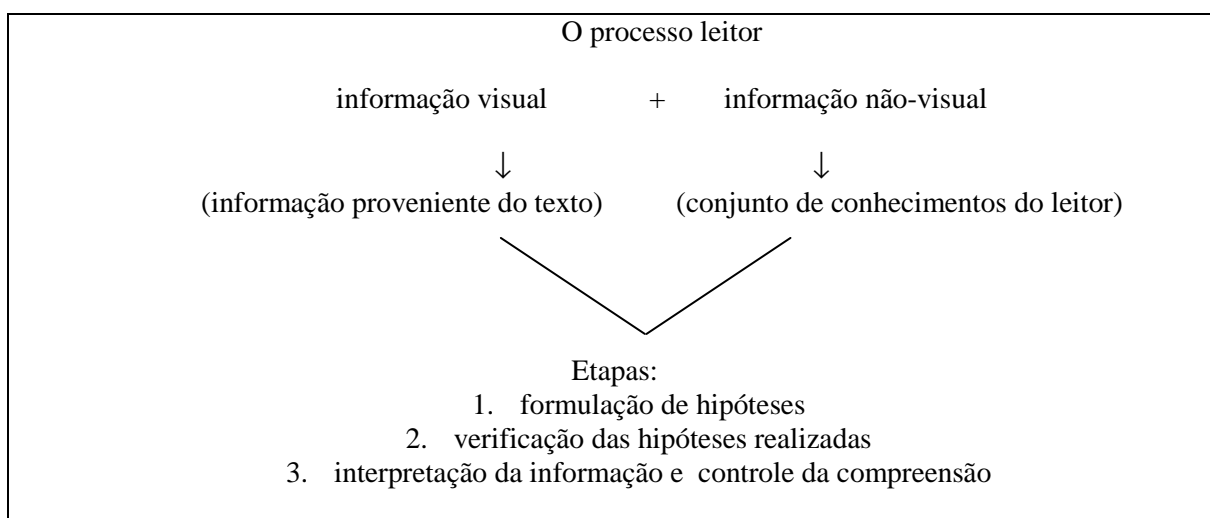 O processo leitor
informação visual + informação não-visual
↓ ↓
(informação proveniente do texto) (conjunto de conhecimentos do leitor)
Etapas:
1. formulação de hipóteses
2. verificação das hipóteses realizadas
3. interpretação da informação e controle da compreensão